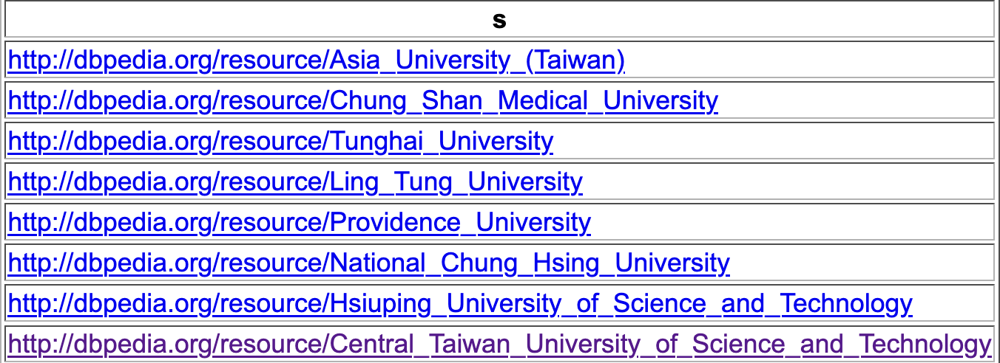 s
http://dbpedia.org/resource/Asia_University_(Taiwan)
http://dbpedia.org/resource/Chung_Shan_Medical_University
http://dbpedia.org/resource/Tunghai_University
http://dbpedia.org/resource/Ling_Tung_University
http://dbpedia.org/resource/Providence_University
http://dbpedia.org/resource/National_Chung_Hsing_University
http://dbpedia.org/resource/Hsiuping_University_of_Science_and_Technology
http://dbpedia.org/resource/Central_Taiwan_University_of_Science_and_Technology